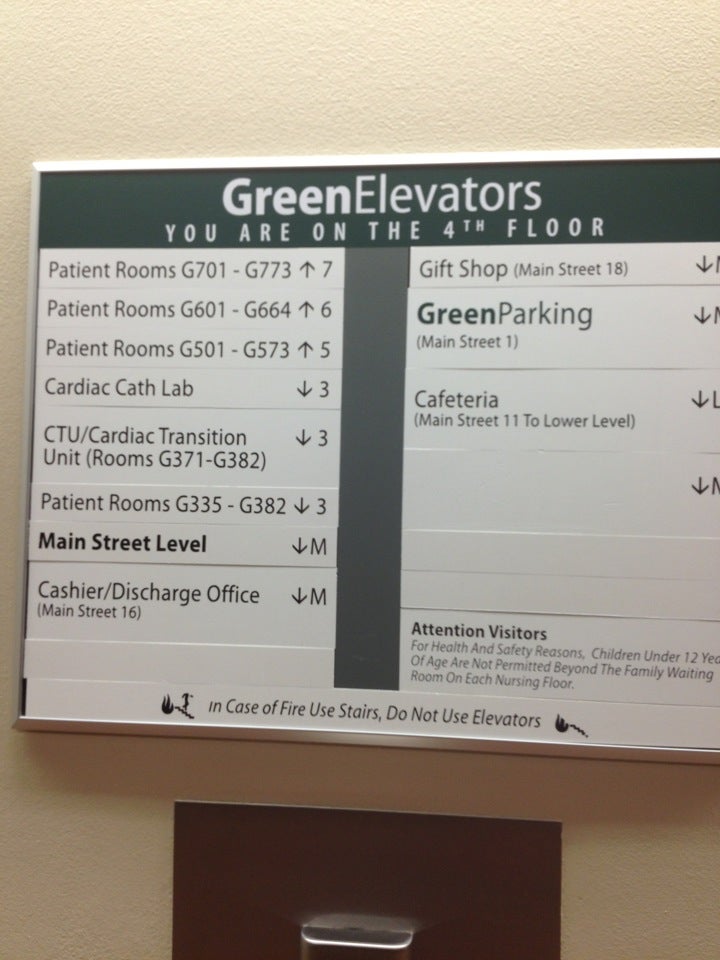 GreenElevators
YOU ARE ON THE 4TH FLOOR
Patient Rooms G701 - G773 ↑ 7
Patient Rooms G601 - G664 ↑ 6
Patient Rooms G501 - G573 ↑ 5
Cardiac Cath Lab ↓ 3
CTU/Cardiac Transition ↓ 3
Unit (Rooms G371-G382)
Patient Rooms G335 - G382 ↓ 3
Main Street Level ↓M
Cashier/Discharge Office ↓M
(Main Street 16)
Gift Shop (Main Street 18) ↓
GreenParking ↓
(Main Street 1)
Cafeteria ↓L
(Main Street 11 To Lower Level)
↓
Attention Visitors
For Health And Safety Reasons, Children Under 12
Of Age Are Not Permitted Beyond The Family Waiting
Room On Each Nursing Floor.
In Case of Fire Use Stairs, Do Not Use Elevators